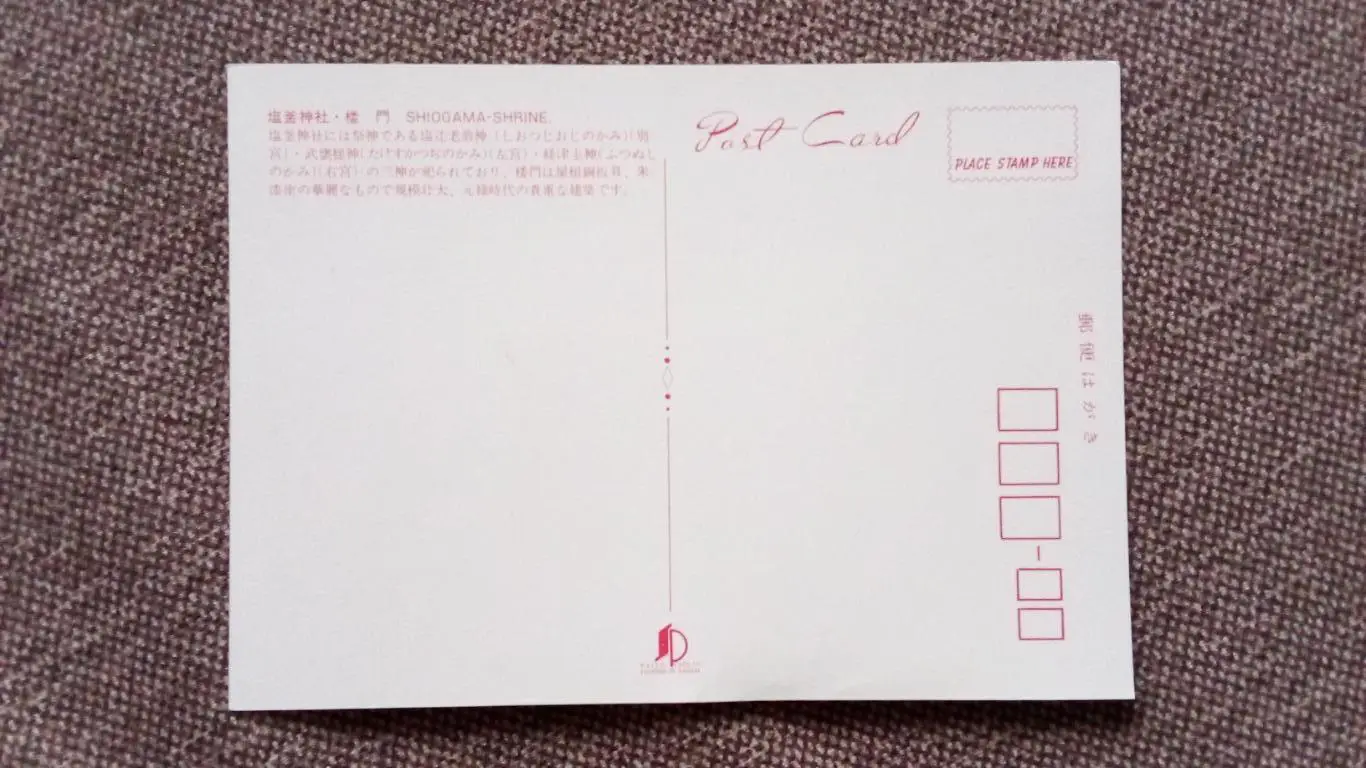 塩釜神社・楼 門 SHIOGAMA-SHRINE.
塩釜神社には祭神である塩辻老翁神(しおつじおじのかみ)(別
宮)・武甕槌神(たけすかつちのかみ)(左宮)・経津主神(ふつぬし
のかみ)(右宮)の三神が祀られており、楼門は屋根銅板葺、朱
漆塗の華麗なもので規模壮大、元禄時代の貴重な建築です。
Post Card
PLACE STAMP HERE
郵便はがき